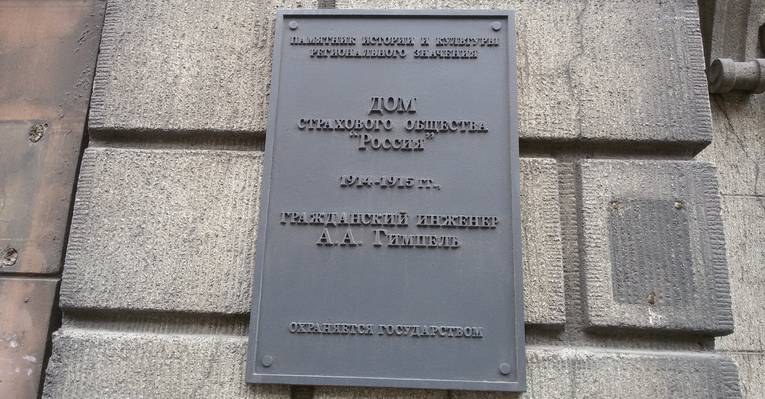 ПАМЯТНИК ИСТОРИИ И КУЛЬТУРЫ
РЕГИОНАЛЬНОГО ЗНАЧЕНИЯ
ДОМ
СТРАХОВОГО ОБЩЕСТВА
"РОССИЯ"
1914-1915 ГГ.,
ГРАЖДАНСКИЙ ИНЖЕНЕР
А.А. ГИМПЕЛЬ
ОХРАНЯЕТСЯ ГОСУДАРСТВОМ